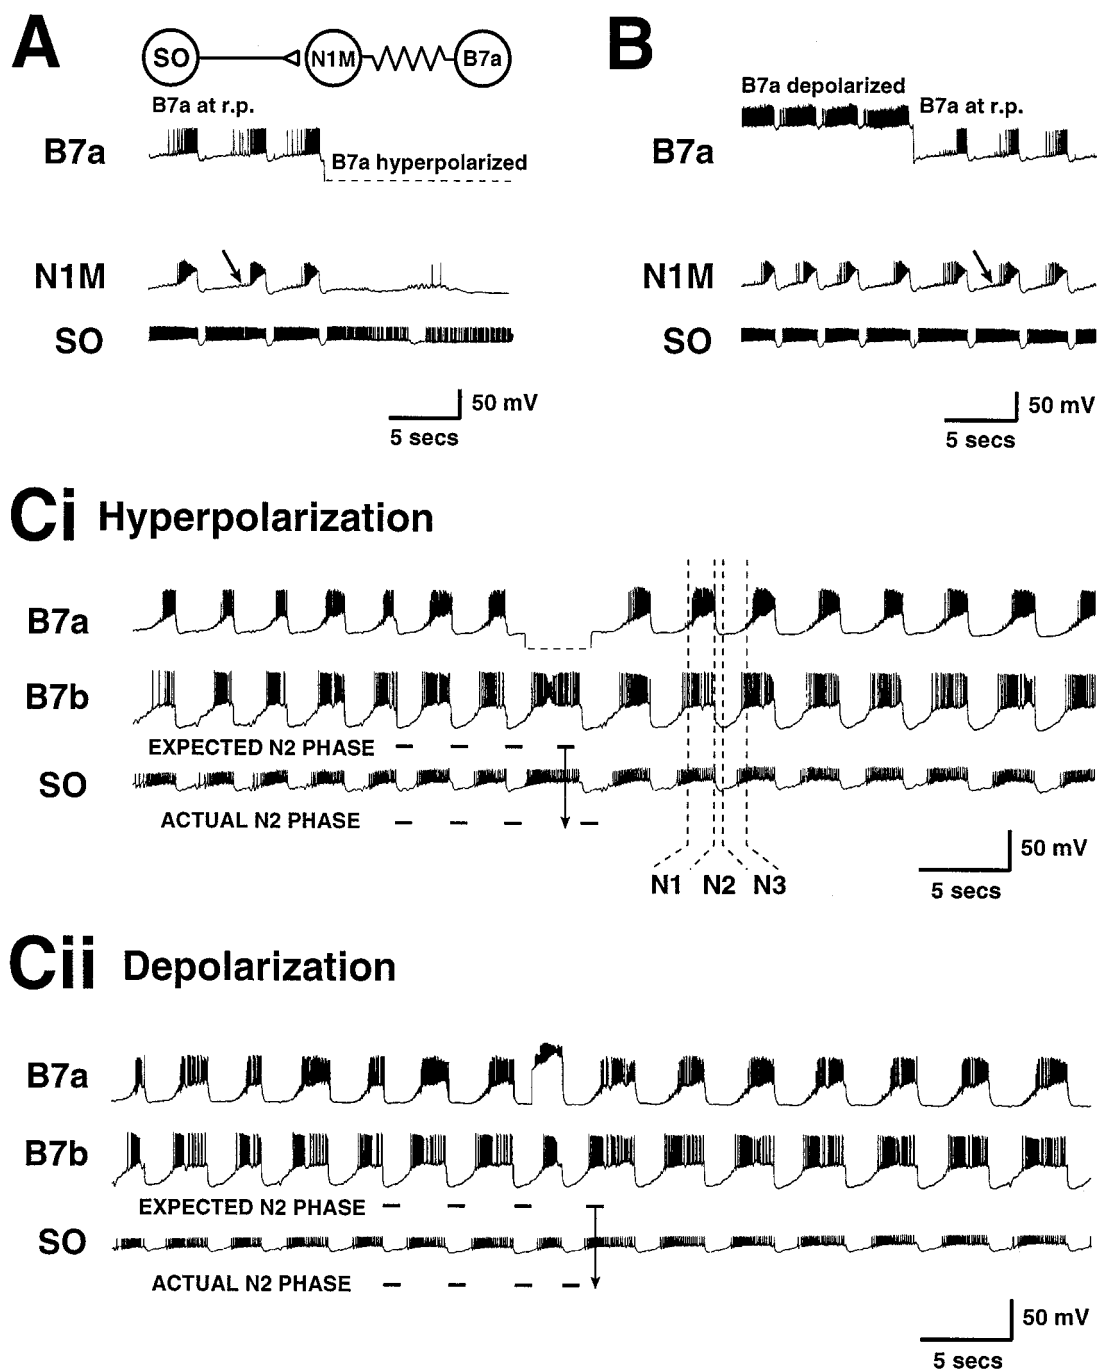 A
SO N1M B7a
B7a at r.p.
B7a
B7a hyperpolarized
N1M
SO
50 mV
5 secs
B
B7a depolarized
B7a at r.p.
B7a
N1M
SO
50 mV
5 secs
Ci Hyperpolarization
B7a
B7b
EXPECTED N2 PHASE
SO
ACTUAL N2 PHASE
N1 N2 N3
50 mV
5 secs
Cii Depolarization
B7a
B7b
EXPECTED N2 PHASE
SO
ACTUAL N2 PHASE
50 mV
5 secs